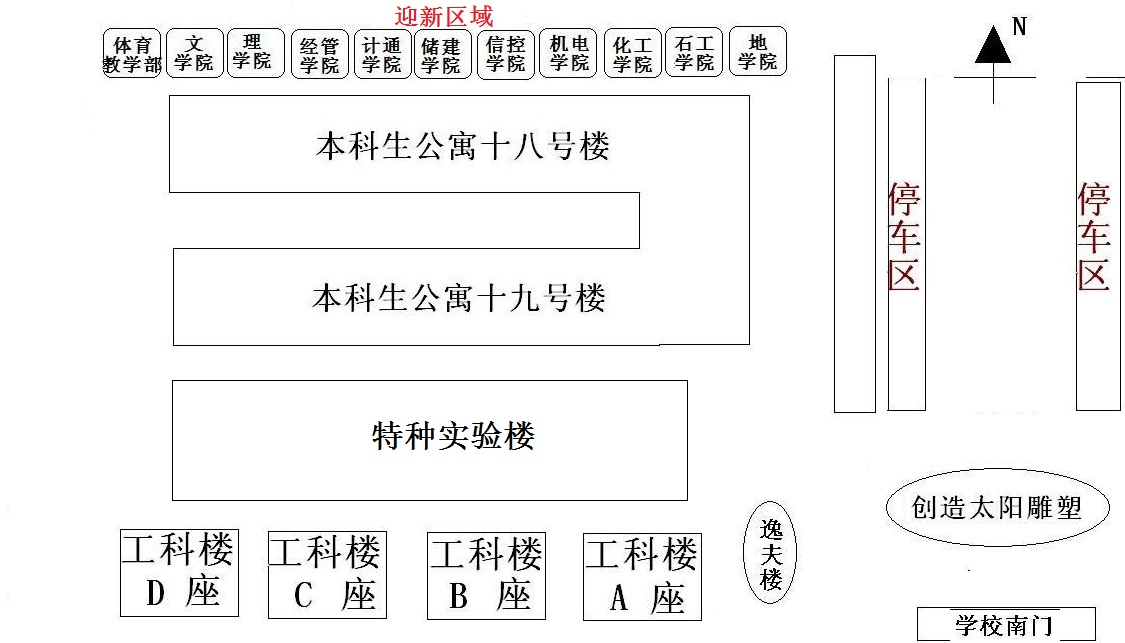 迎新区域
体育
教学部
文
学院
理
学院
经管
学院
计通
学院
储建
学院
信控
学院
机电
学院
化工
学院
石工
学院
地
学院
N
本科生公寓十八号楼
停车区
停车区
本科生公寓十九号楼
特种实验楼
创造太阳雕塑
逸夫楼
工科楼
D 座
工科楼
C 座
工科楼
B 座
工科楼
A 座
学校南门